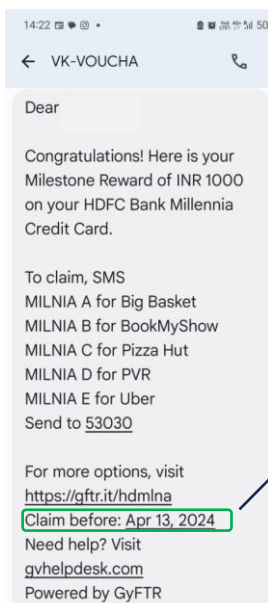 14:22
50
VK-VOUCHA
Dear
Congratulations! Here is your
Milestone Reward of INR 1000
on your HDFC Bank Millennia
Credit Card.
To claim, SMS
MILNIA A for Big Basket
MILNIA B for BookMyShow
MILNIA C for Pizza Hut
MILNIA D for PVR
MILNIA E for Uber
Send to 53030
For more options, visit
https://gftr.it/hdmlna
Claim before: Apr 13, 2024
Need help? Visit
gvhelpdesk.com
Powered by GyFTR